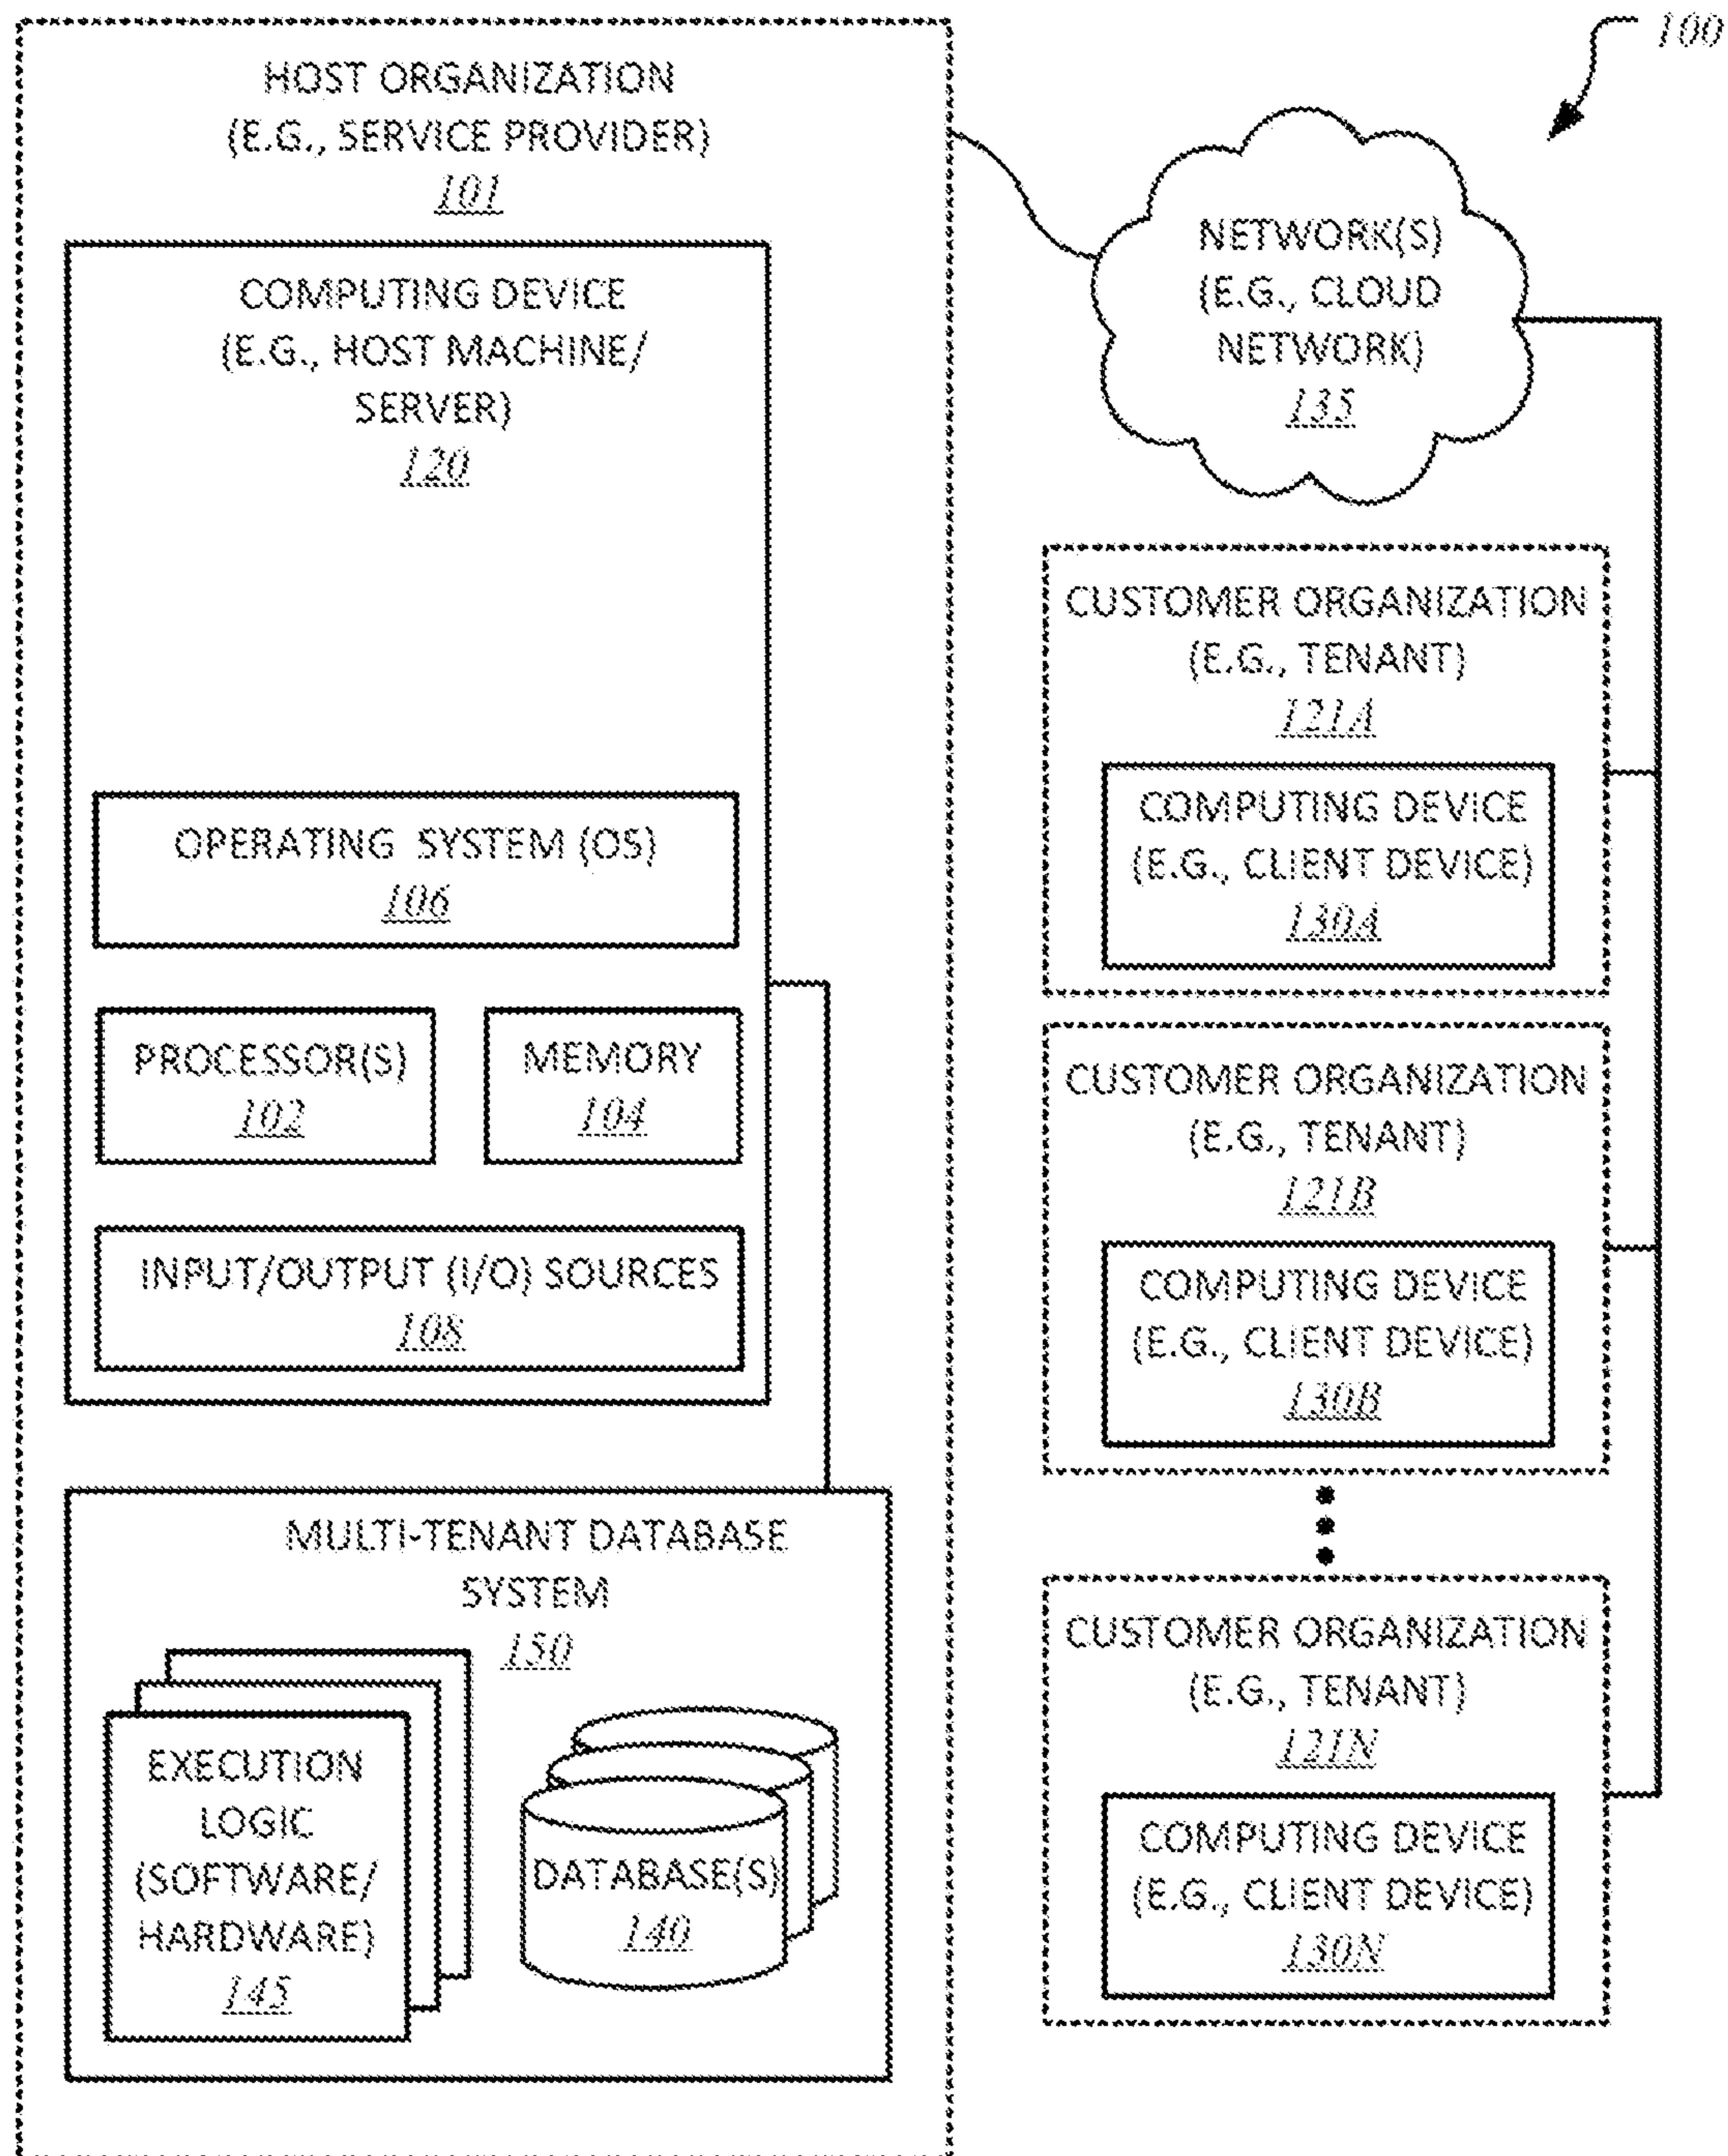 100
HOST ORGANIZATION
(E.G., SERVICE PROVIDER)
101
COMPUTING DEVICE
(E.G., HOST MACHINE/
SERVER)
120
OPERATING SYSTEM (OS)
106
PROCESSOR(S)
102
MEMORY
104
INPUT/OUTPUT (I/O) SOURCES
108
MULTI-TENANT DATABASE
SYSTEM
150
EXECUTION
LOGIC
(SOFTWARE/
HARDWARE)
145
DATABASE(S)
140
NETWORK(S)
(E.G., CLOUD
NETWORK)
135
CUSTOMER ORGANIZATION
(E.G., TENANT)
121A
COMPUTING DEVICE
(E.G., CLIENT DEVICE)
130A
CUSTOMER ORGANIZATION
(E.G., TENANT)
121B
COMPUTING DEVICE
(E.G., CLIENT DEVICE)
130B
CUSTOMER ORGANIZATION
(E.G., TENANT)
121N
COMPUTING DEVICE
(E.G., CLIENT DEVICE)
130N